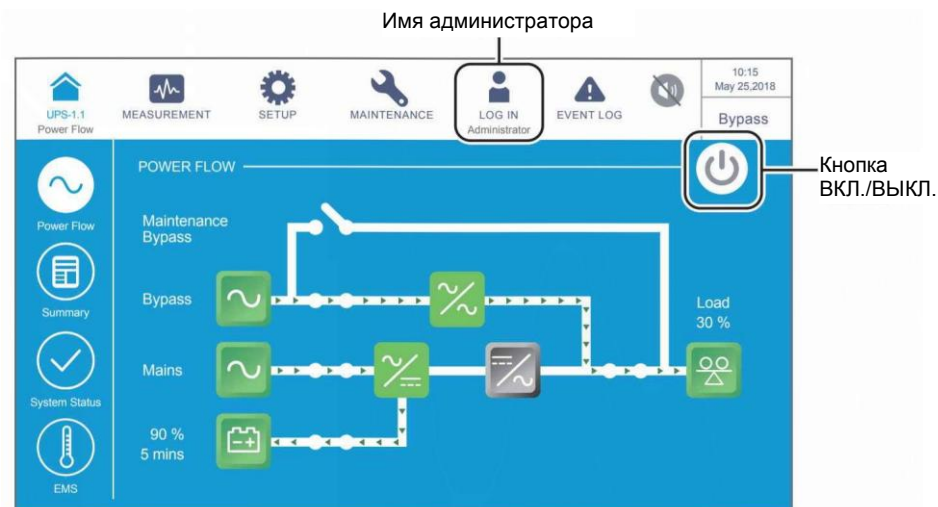 Имя администратора
10:15
May 25,2018
UPS-1.1
MEASUREMENT
SETUP
MAINTENANCE
LOG IN
EVENT LOG
Power Flow
Administrator
Bypass
POWER FLOW
Кнопка
ВКЛ./ВЫКЛ.
Power Flow
Maintenance
Bypass
Summary
Bypass
Load
30 %
Mains
System Status
90 %
5 mins
EMS